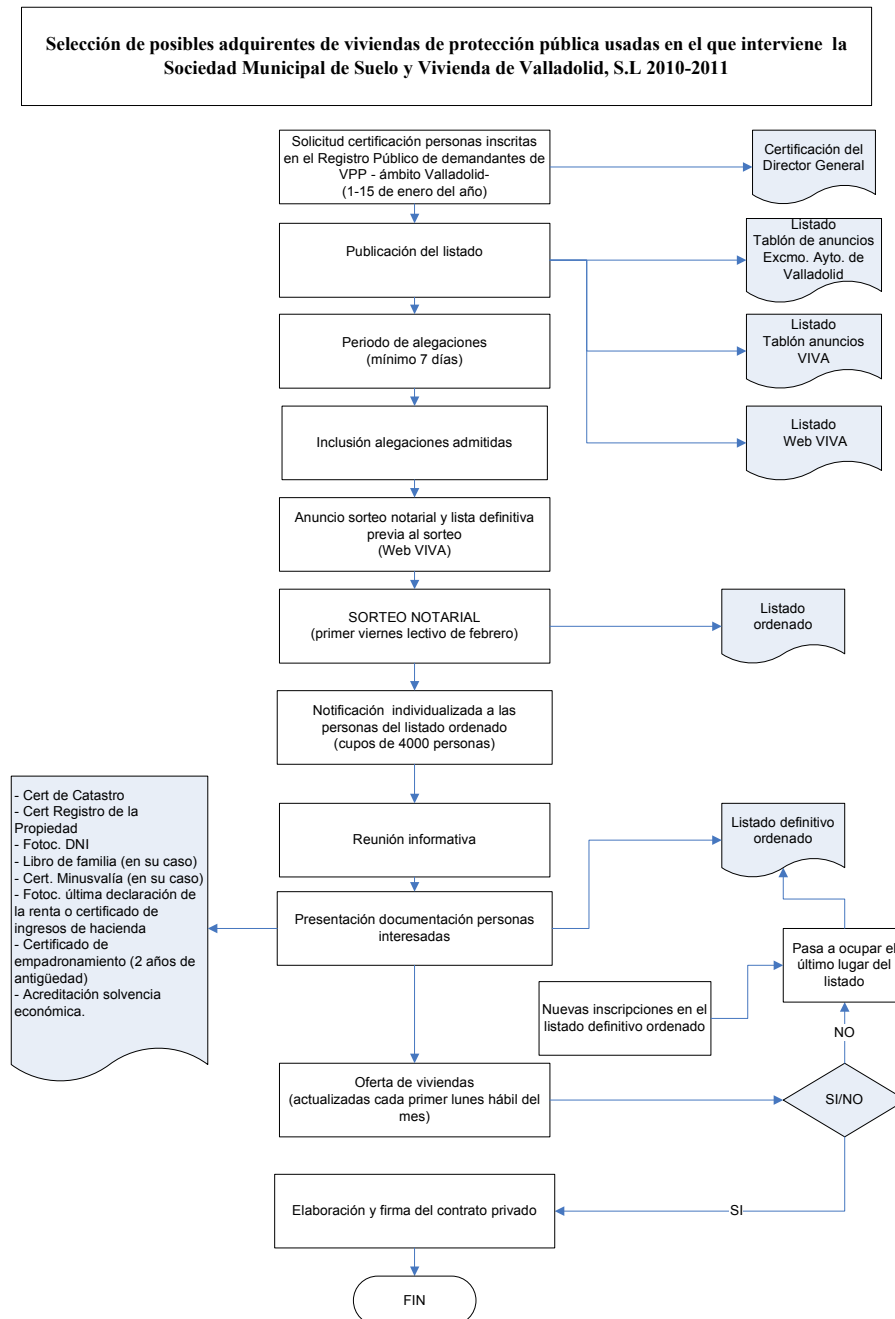 Selección de posibles adquirentes de viviendas de protección pública usadas en el que interviene la
Sociedad Municipal de Suelo y Vivienda de Valladolid, S.L 2010-2011
Solicitud certificación personas inscritas
en el Registro Público de demandantes de
VPP - ámbito Valladolid-
(1-15 de enero del año)
Certificación del
Director General
Publicación del listado
Listado
Tablón de anuncios
Excmo. Ayto. de
Valladolid
Periodo de alegaciones
(mínimo 7 días)
Listado
Tablón anuncios
VIVA
Inclusión alegaciones admitidas
Listado
Web VIVA
Anuncio sorteo notarial y lista definitiva
previa al sorteo
(Web VIVA)
SORTEO NOTARIAL
(primer viernes lectivo de febrero)
Listado
ordenado
Notificación individualizada a las
personas del listado ordenado
(cupos de 4000 personas)
Reunión informativa
Listado definitivo
ordenado
- Cert de Catastro
- Cert Registro de la
Propiedad
- Fotoc. DNI
- Libro de familia (en su caso)
- Cert. Minusvalía (en su caso)
- Fotoc. última declaración de
la renta o certificado de
ingresos de hacienda
- Certificado de
empadronamiento (2 años de
antigüedad)
- Acreditación solvencia
económica.
Presentación documentación personas
interesadas
Pasa a ocupar el
último lugar del
listado
Nuevas inscripciones en el
listado definitivo ordenado
NO
Oferta de viviendas
(actualizadas cada primer lunes hábil del
mes)
SI/NO
Elaboración y firma del contrato privado
SI
FIN